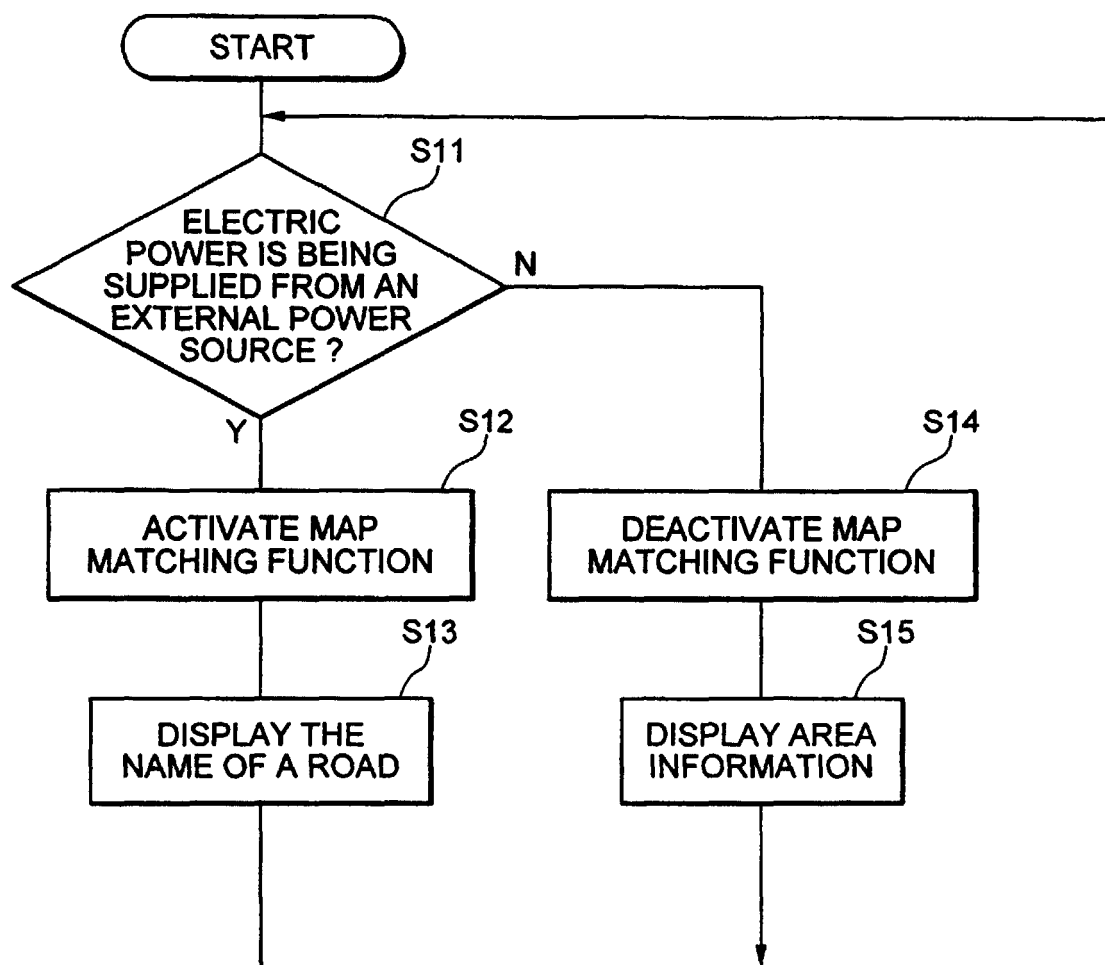 START
S11
ELECTRIC
POWER IS BEING
SUPPLIED FROM AN
EXTERNAL POWER
SOURCE ?
N
Y
S12
ACTIVATE MAP
MATCHING FUNCTION
S14
DEACTIVATE MAP
MATCHING FUNCTION
S13
DISPLAY THE
NAME OF A ROAD
S15
DISPLAY AREA
INFORMATION